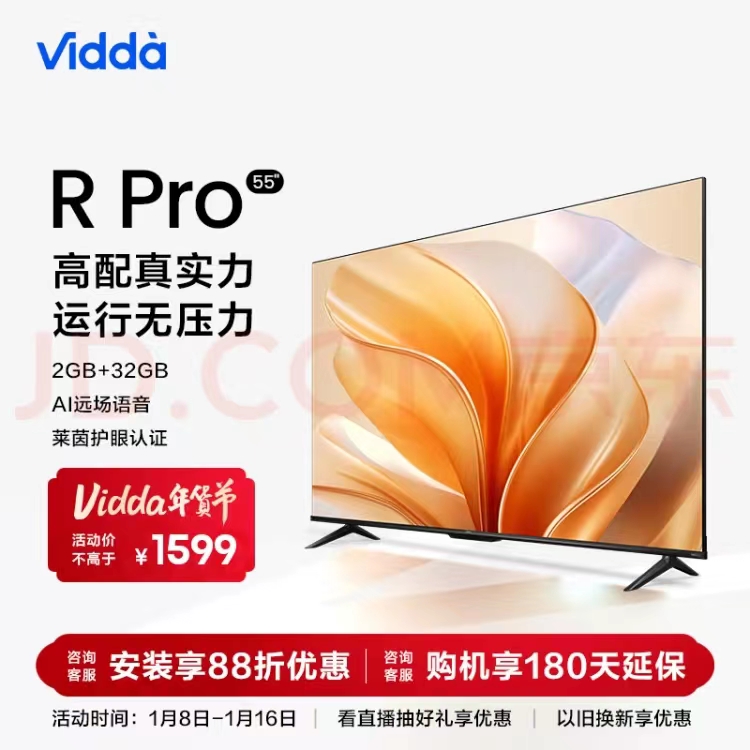 Vidda
R Pro 55"
高配真实力
运行无压力
2GB+32GB
AI远场语音
莱茵护眼认证
JD.COM京东
Vidda年货节
活动价
不高于 ¥1599
咨询客服 安装享88折优惠 咨询客服 购机享180天延保
活动时间：1月8日-1月16日 | 看直播抽好礼享优惠 | 以旧换新享优惠